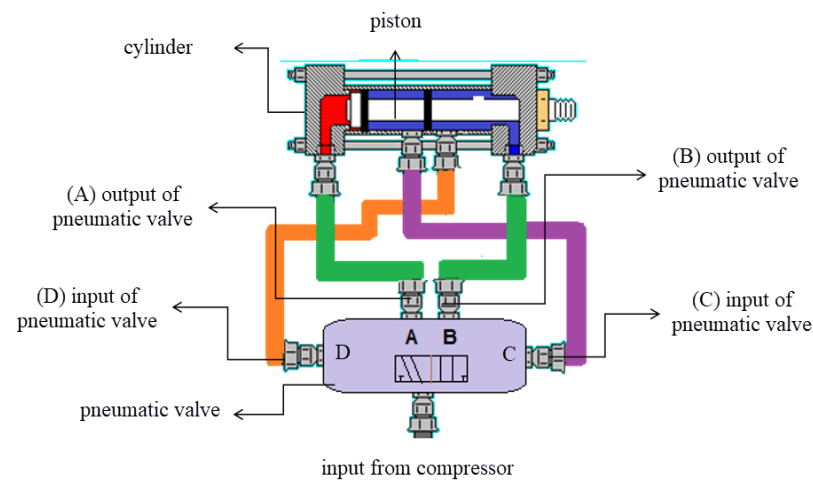 piston
cylinder
(B) output of
pneumatic valve
(A) output of
pneumatic valve
(D) input of
pneumatic valve
(C) input of
pneumatic valve
A B
D
C
pneumatic valve
input from compressor